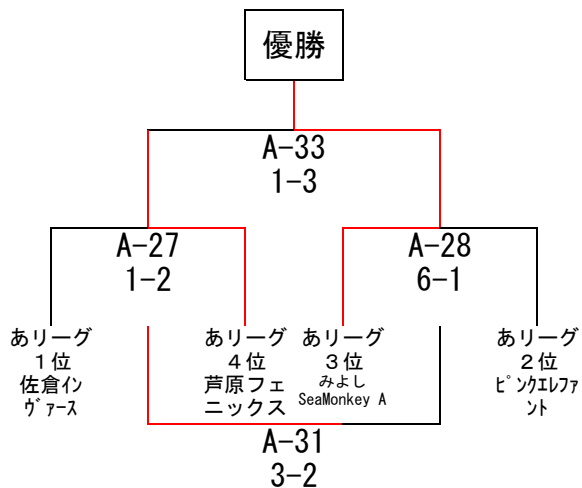 優勝
A-33
1-3
A-27
1-2
A-28
6-1
あリーグ
１位
佐倉イン
ヴァース
あリーグ
４位
芦原フェ
ニックス
あリーグ
３位
みよし
SeaMonkey A
あリーグ
２位
ﾋﾟﾝｸｴﾚﾌｧ
ﾝﾄ
A-31
3-2